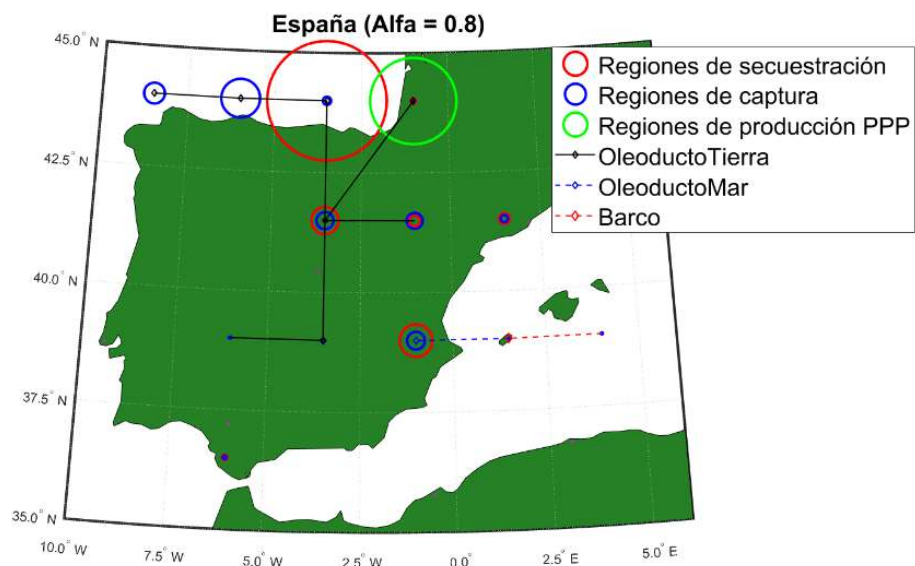 España (Alfa = 0.8)
45.0° N
42.5° N
40.0° N
37.5° N
35.0° N
10.0° W
7.5° W
5.0° W
2.5° W
0.0°
2.5° E
5.0° E
Regiones de secuestración
Regiones de captura
Regiones de producción PPP
OleoductoTierra
OleoductoMar
Barco